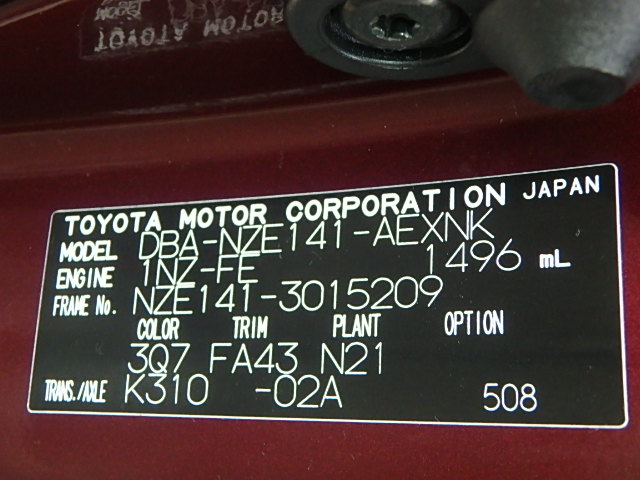 TOYOTA MOTOR CORPORATION JAPAN
MODEL DBA-NZE141-AEXNK
ENGINE 1NZ-FE 1496 mL
FRAME No. NZE141-3015209
COLOR TRIM PLANT OPTION
3Q7 FA43 N21
TRANS./AXLE K310 -02A 508